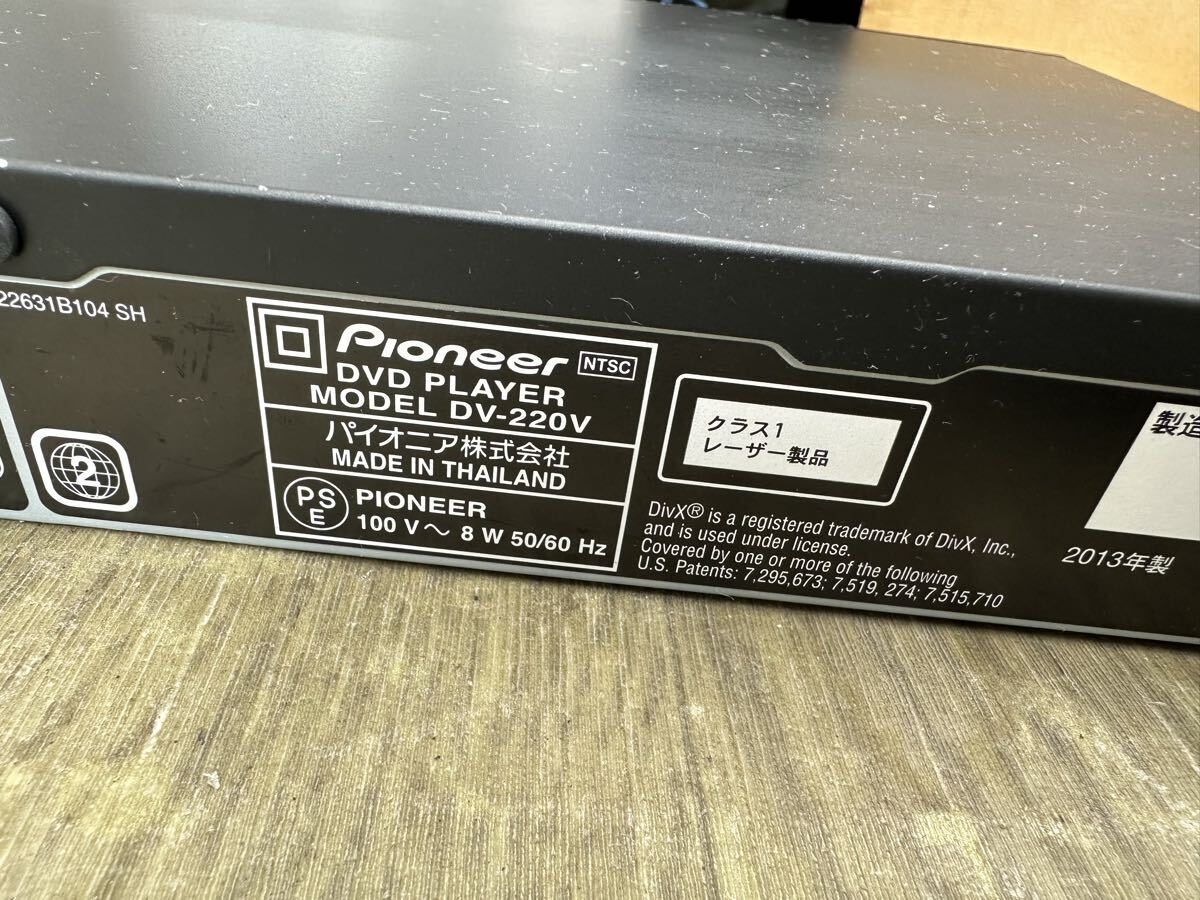 22631B104 SH
2
Pioneer NTSC
DVD PLAYER
MODEL DV-220V
パイオニア株式会社
MADE IN THAILAND
PS
E
PIONEER
100 V～ 8 W 50/60 Hz
クラス1
レーザー製品
DivX® is a registered trademark of DivX, Inc.,
and is used under license.
Covered by one or more of the following
U.S. Patents: 7,295,673; 7,519, 274; 7,515,710
製造
2013年製